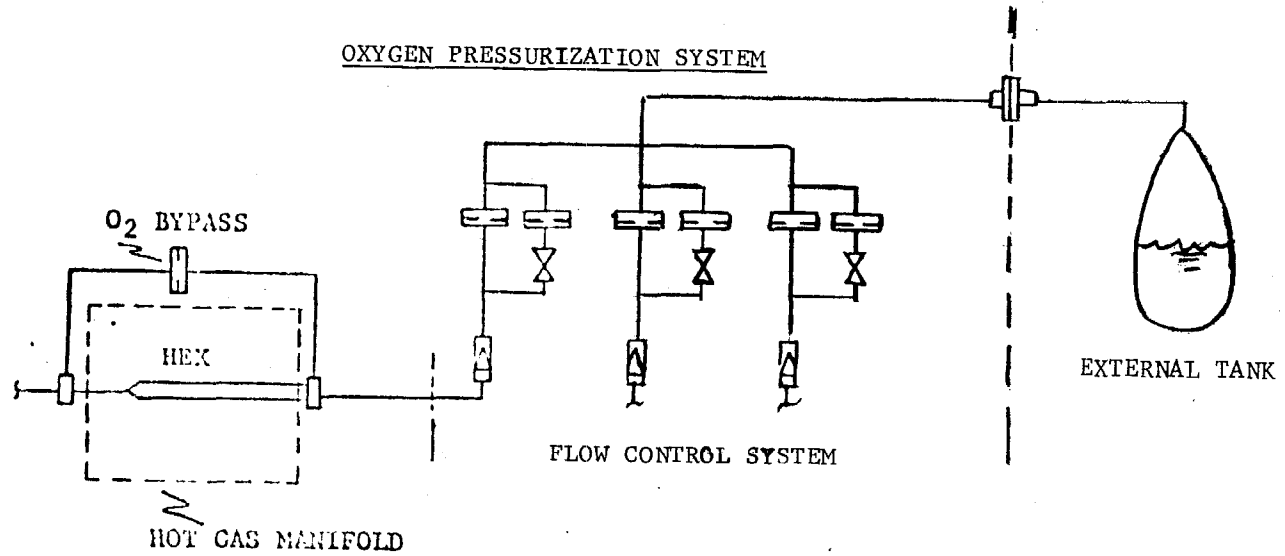 OXYGEN PRESSURIZATION SYSTEM
O2 BYPASS
HEX
EXTERNAL TANK
FLOW CONTROL SYSTEM
HOT GAS MANIFOLD